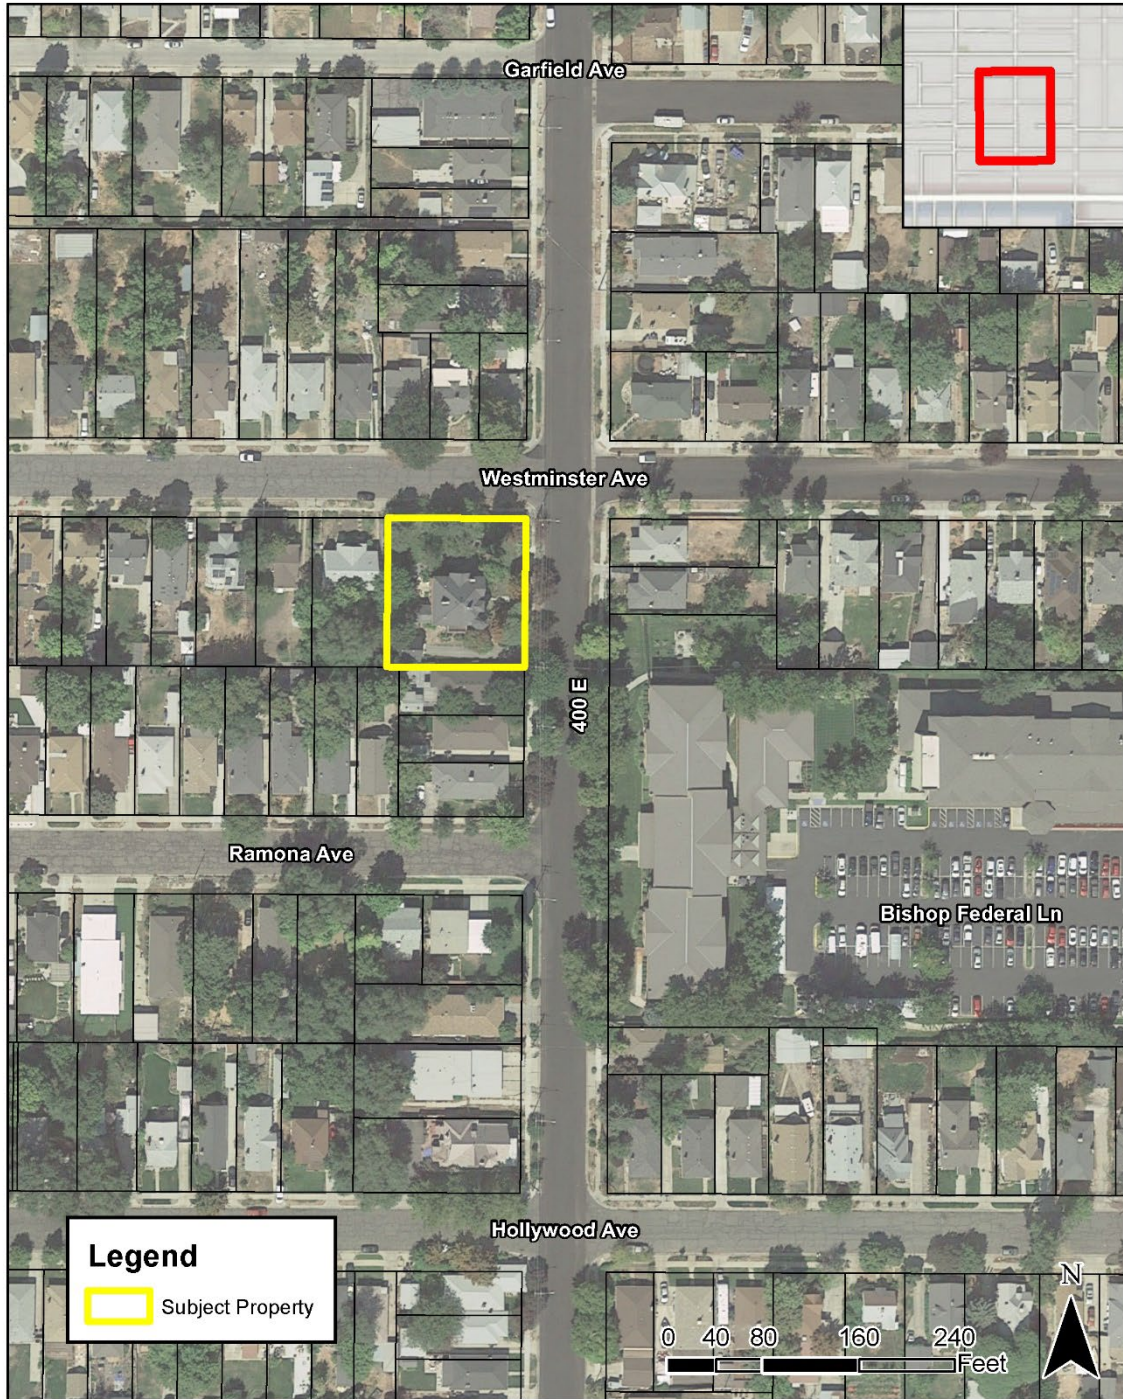 Garfield Ave
Westminster Ave
400 E
Ramona Ave
Bishop Federal Ln
Hollywood Ave
Legend
Subject Property
N
0 40 80 160 240
Feet